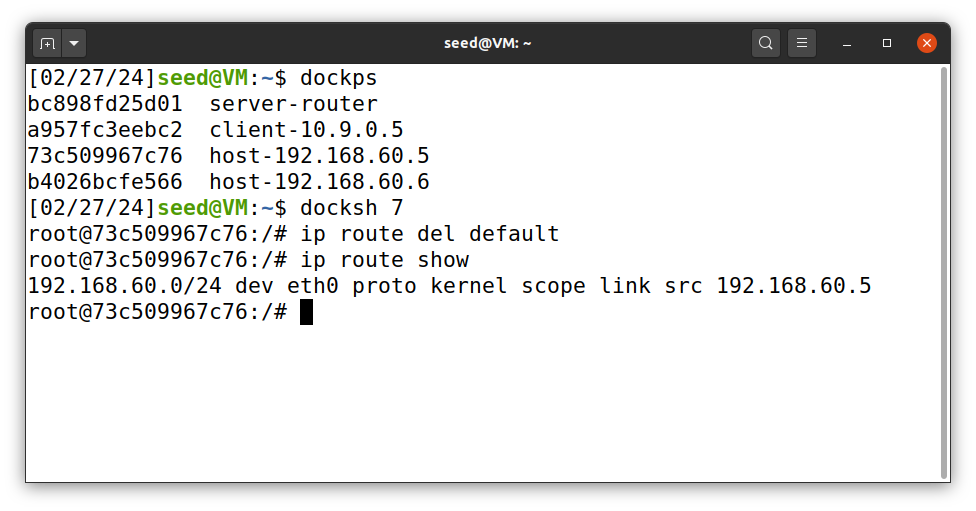 seed@VM: ~
[02/27/24]seed@VM:~$ dockps
bc898fd25d01  server-router
a957fc3eebc2  client-10.9.0.5
73c509967c76  host-192.168.60.5
b4026bcfe566  host-192.168.60.6
[02/27/24]seed@VM:~$ docksh 7
root@73c509967c76:/# ip route del default
root@73c509967c76:/# ip route show
192.168.60.0/24 dev eth0 proto kernel scope link src 192.168.60.5
root@73c509967c76:/#